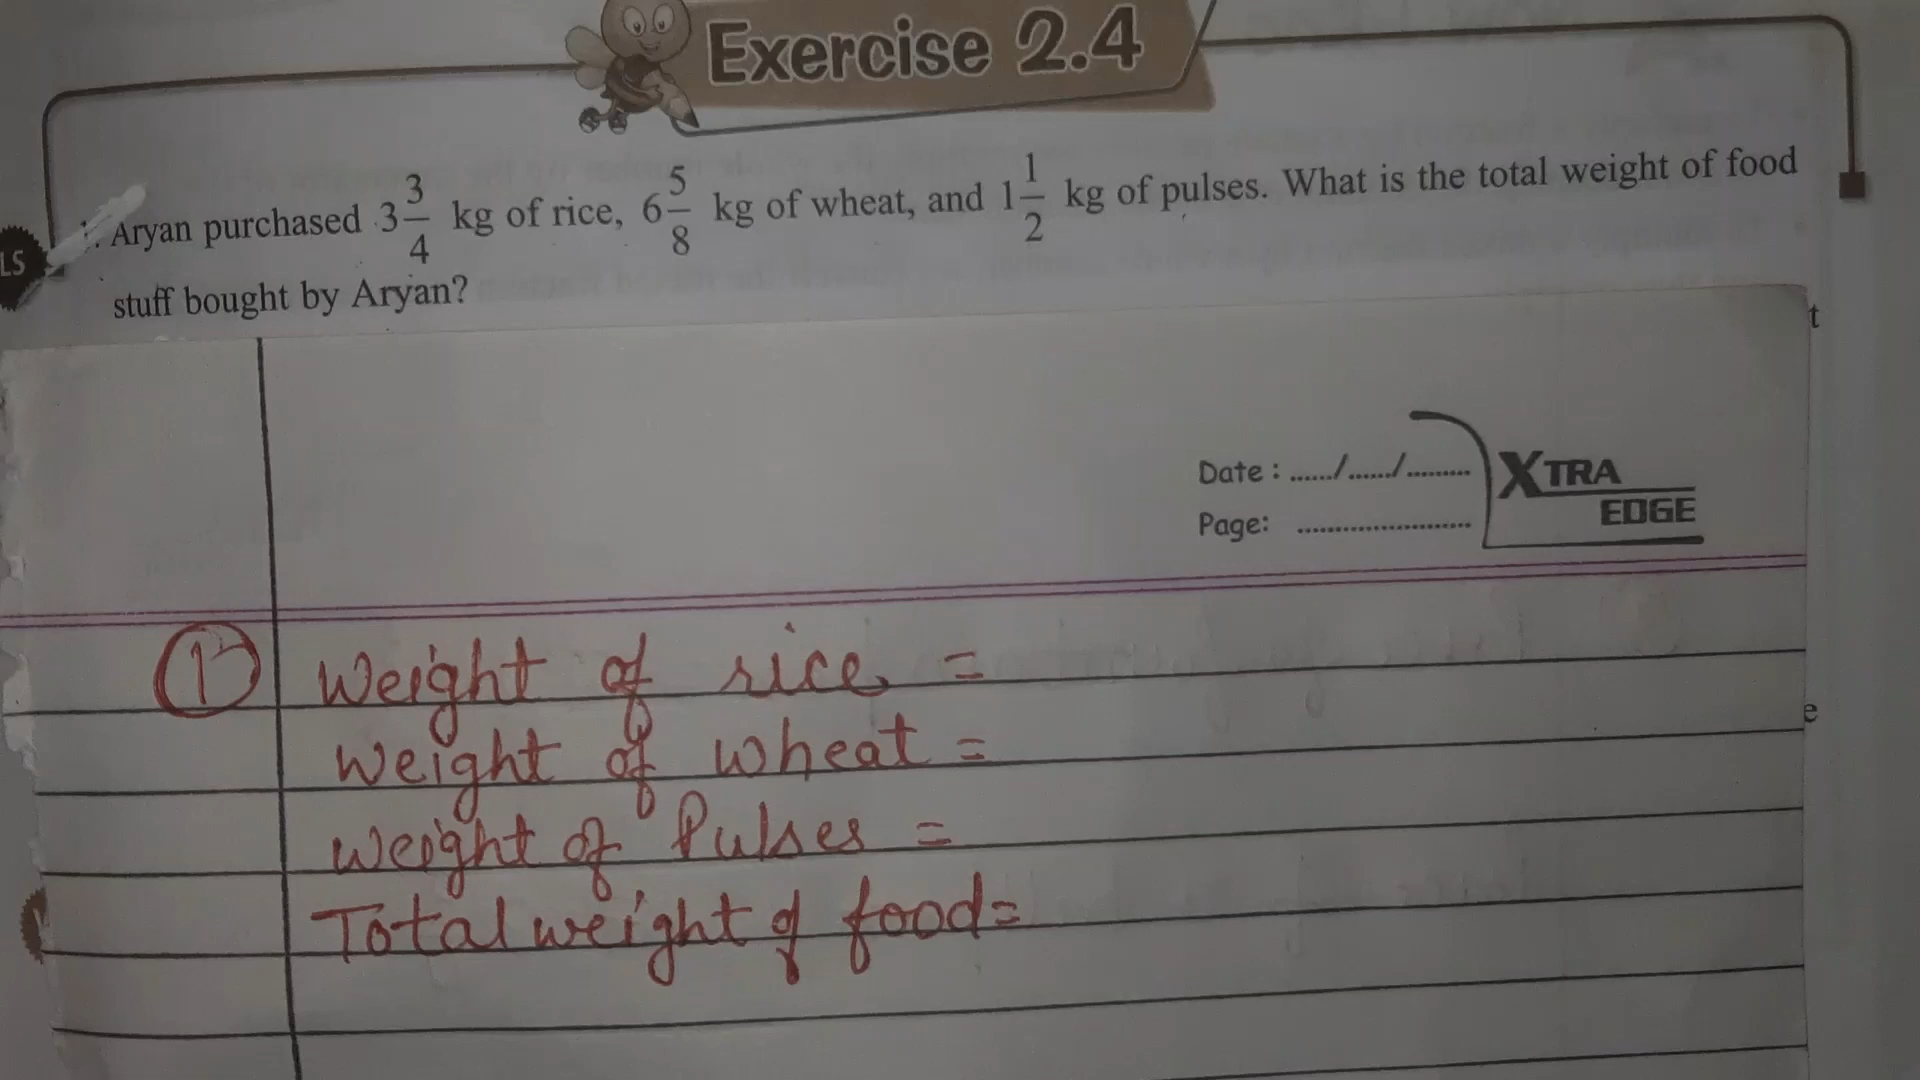 Exercise 2.4
1. Aryan purchased 3 3/4 kg of rice, 6 5/8 kg of wheat, and 1 1/2 kg of pulses. What is the total weight of food
LS
stuff bought by Aryan?
t
Date : ....../....../.........
XTRA
EDGE
Page: ........................
1 Weight of rice =
e
Weight of wheat =
Weight of Pulses =
Total weight of food=